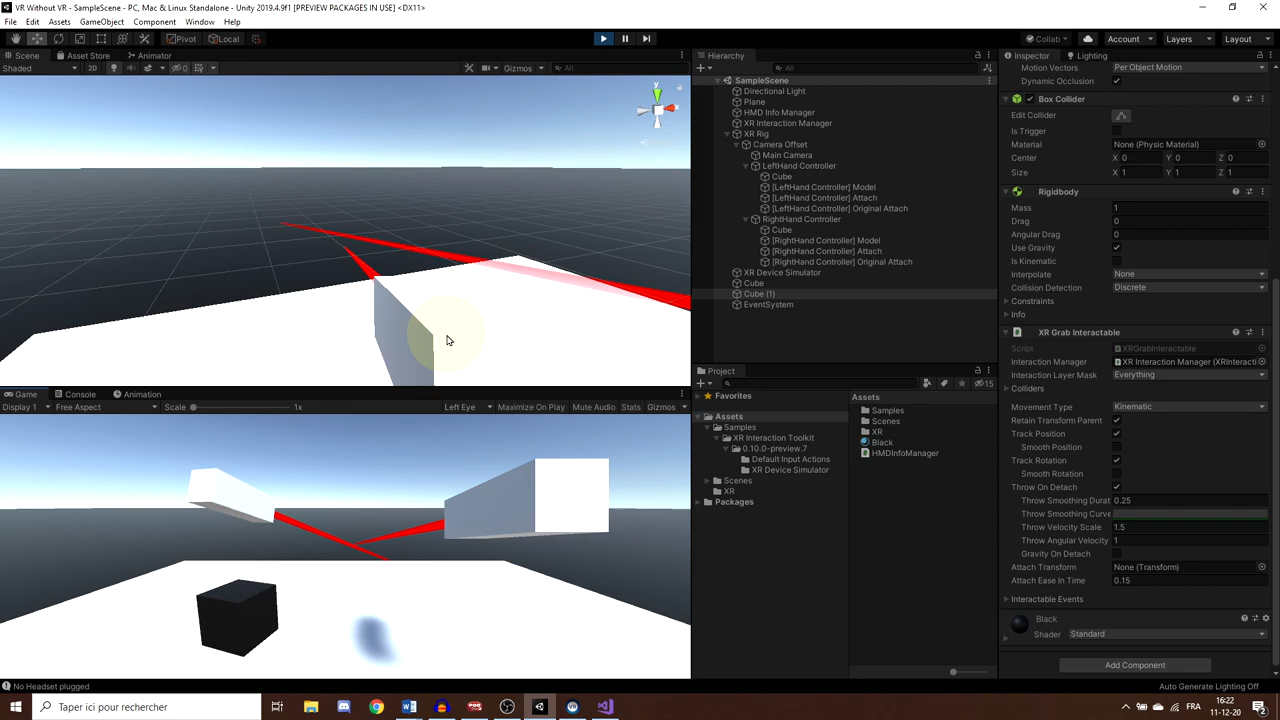 VR Without VR - SampleScene - PC, Mac & Linux Standalone - Unity 2019.4.9f1 [PREVIEW PACKAGES IN USE] <DX11>
File Edit Assets GameObject Component Window Help
Pivot Local Collab Account Layers Layout
Scene Asset Store Animator
Shaded 2D 0 Gizmos All
y
x
Hierarchy
All
SampleScene
Directional Light
Plane
HMD Info Manager
XR Interaction Manager
XR Rig
Camera Offset
Main Camera
LeftHand Controller
Cube
[LeftHand Controller] Model
[LeftHand Controller] Attach
[LeftHand Controller] Original Attach
RightHand Controller
Cube
[RightHand Controller] Model
[RightHand Controller] Attach
[RightHand Controller] Original Attach
XR Device Simulator
Cube
Cube (1)
EventSystem
Game Console Animation
Display 1 Free Aspect Scale 1x Left Eye Maximize On Play Mute Audio Stats Gizmos
Project
15
Favorites
Assets
Samples
XR Interaction Toolkit
0.10.0-preview.7
Default Input Actions
XR Device Simulator
Scenes
XR
Packages
Assets
Samples
Scenes
XR
Black
HMDInfoManager
Inspector Lighting
Motion Vectors Per Object Motion
Dynamic Occlusion
Box Collider
Edit Collider
Is Trigger
Material None (Physic Material)
Center X 0 Y 0 Z 0
Size X 1 Y 1 Z 1
Rigidbody
Mass 1
Drag 0
Angular Drag 0
Use Gravity
Is Kinematic
Interpolate None
Collision Detection Discrete
Constraints
Info
XR Grab Interactable
Script XRGrabInteractable
Interaction Manager XR Interaction Manager (XRInteracti
Interaction Layer Mask Everything
Colliders
Movement Type Kinematic
Retain Transform Parent
Track Position
Smooth Position
Track Rotation
Smooth Rotation
Throw On Detach
Throw Smoothing Durat 0.25
Throw Smoothing Curve
Throw Velocity Scale 1.5
Throw Angular Velocity 1
Gravity On Detach
Attach Transform None (Transform)
Attach Ease In Time 0.15
Interactable Events
Black
Shader Standard
Add Component
No Headset plugged
Auto Generate Lighting Off
Taper ici pour rechercher
FRA
16:22
11-12-20